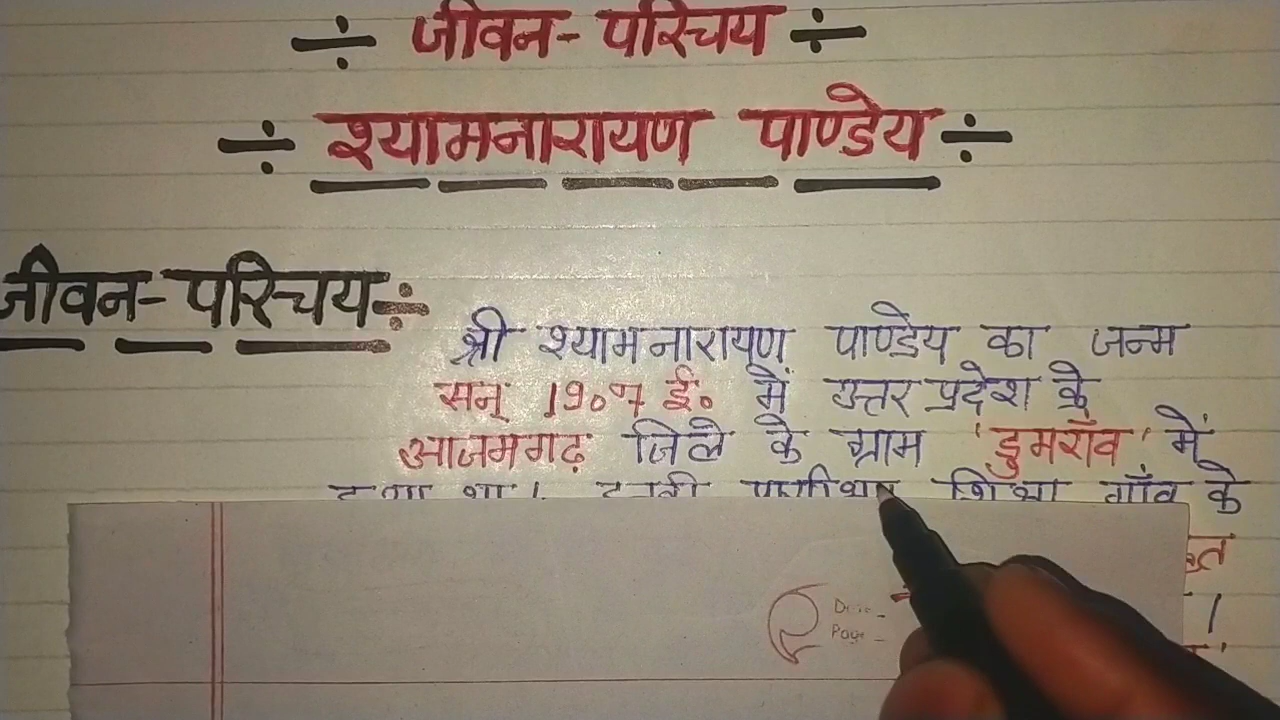 ÷ जीवन-परिचय ÷
÷ श्यामनारायण पाण्डेय ÷
जीवन-परिचय ÷
श्री श्यामनारायण पाण्डेय का जन्म
सन् 1907 ई० में उत्तर प्रदेश के
आजमगढ़ जिले के ग्राम 'डुमराँव' में
गाँव के
Page